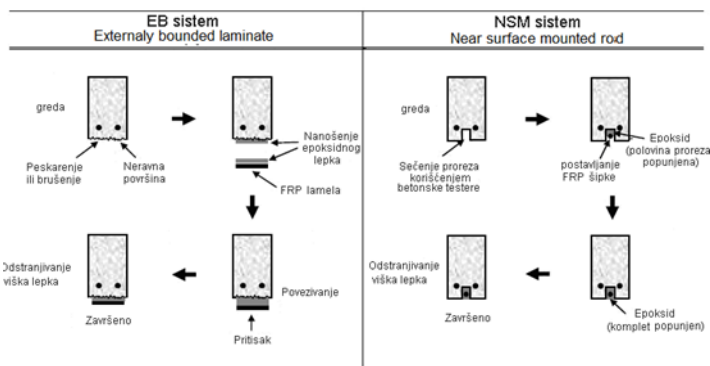 EB sistem
Externaly bounded laminate
NSM sistem
Near surface mounted rod
greda
Peskarenje
ili brušenje
Neravna
površina
Nanošenje
epoksidnog
lepka
FRP lamela
Odstranjivanje
viška lepka
Završeno
Povezivanje
Pritisak
greda
Sečenje proreza
korišćenjem
betonske testere
postavljanje
FRP šipke
Epoksid
(polovina proreza
popunjena)
Odstranjivanje
viška lepka
Završeno
Epoksid
(komplet popunjen)